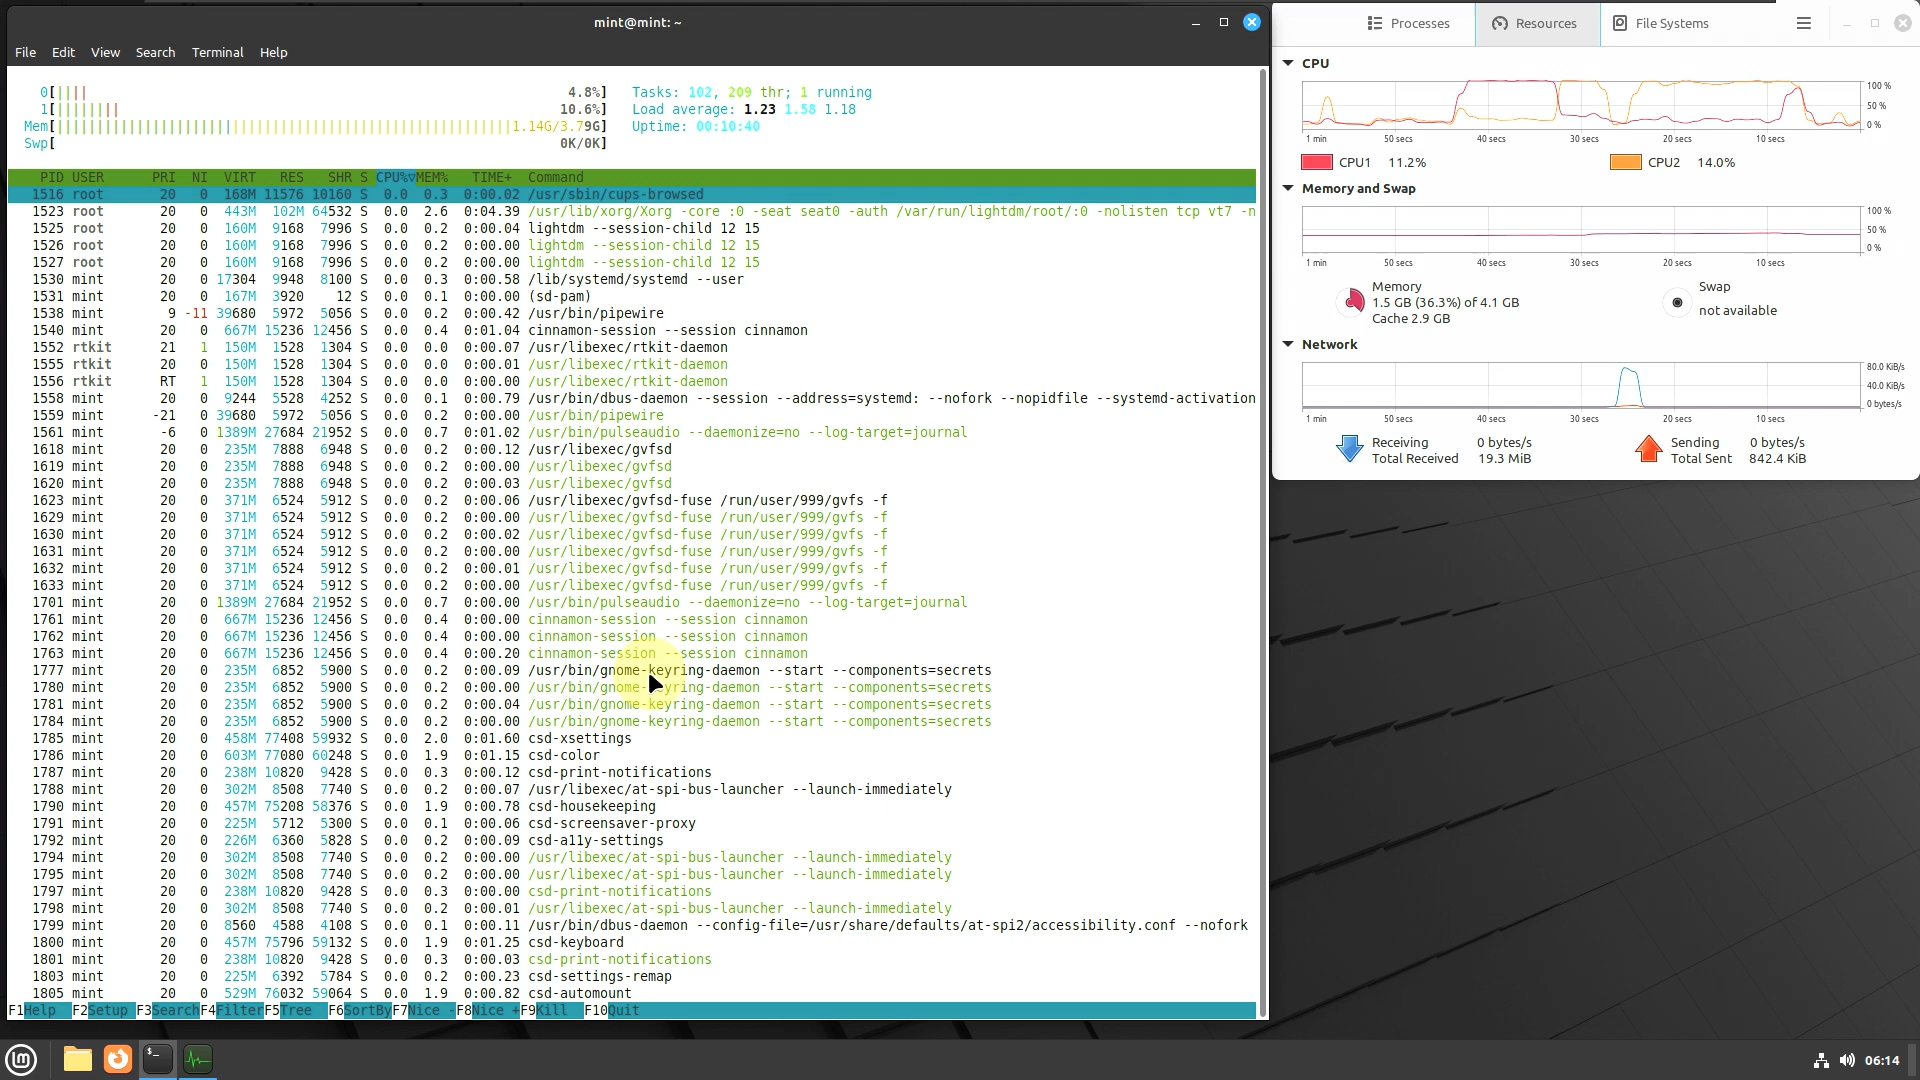 mint@mint: ~
File Edit View Search Terminal Help
0[|||| 4.8%] Tasks: 102, 209 thr; 1 running
1[|||||||| 10.6%] Load average: 1.23 1.58 1.18
Mem[ 1.14G/3.79G] Uptime: 00:10:40
Swp[ 0K/0K]
PID USER PRI NI VIRT RES SHR S CPU%▽MEM% TIME+ Command
1516 root 20 0 168M 11576 10160 S 0.0 0.3 0:00.02 /usr/sbin/cups-browsed
1523 root 20 0 443M 102M 64532 S 0.0 2.6 0:04.39 /usr/lib/xorg/Xorg -core :0 -seat seat0 -auth /var/run/lightdm/root/:0 -nolisten tcp vt7 -n
1525 root 20 0 160M 9168 7996 S 0.0 0.2 0:00.04 lightdm --session-child 12 15
1526 root 20 0 160M 9168 7996 S 0.0 0.2 0:00.00 lightdm --session-child 12 15
1527 root 20 0 160M 9168 7996 S 0.0 0.2 0:00.00 lightdm --session-child 12 15
1530 mint 20 0 17304 9948 8100 S 0.0 0.3 0:00.58 /lib/systemd/systemd --user
1531 mint 20 0 167M 3920 12 S 0.0 0.1 0:00.00 (sd-pam)
1538 mint 9 -11 39680 5972 5056 S 0.0 0.2 0:00.42 /usr/bin/pipewire
1540 mint 20 0 667M 15236 12456 S 0.0 0.4 0:01.04 cinnamon-session --session cinnamon
1552 rtkit 21 1 150M 1528 1304 S 0.0 0.0 0:00.07 /usr/libexec/rtkit-daemon
1555 rtkit 20 0 150M 1528 1304 S 0.0 0.0 0:00.01 /usr/libexec/rtkit-daemon
1556 rtkit RT 1 150M 1528 1304 S 0.0 0.0 0:00.00 /usr/libexec/rtkit-daemon
1558 mint 20 0 9244 5528 4252 S 0.0 0.1 0:00.79 /usr/bin/dbus-daemon --session --address=systemd: --nofork --nopidfile --systemd-activation
1559 mint -21 0 39680 5972 5056 S 0.0 0.2 0:00.00 /usr/bin/pipewire
1561 mint -6 0 1389M 27684 21952 S 0.0 0.7 0:01.02 /usr/bin/pulseaudio --daemonize=no --log-target=journal
1618 mint 20 0 235M 7888 6948 S 0.0 0.2 0:00.12 /usr/libexec/gvfsd
1619 mint 20 0 235M 7888 6948 S 0.0 0.2 0:00.00 /usr/libexec/gvfsd
1620 mint 20 0 235M 7888 6948 S 0.0 0.2 0:00.03 /usr/libexec/gvfsd
1623 mint 20 0 371M 6524 5912 S 0.0 0.2 0:00.06 /usr/libexec/gvfsd-fuse /run/user/999/gvfs -f
1629 mint 20 0 371M 6524 5912 S 0.0 0.2 0:00.00 /usr/libexec/gvfsd-fuse /run/user/999/gvfs -f
1630 mint 20 0 371M 6524 5912 S 0.0 0.2 0:00.02 /usr/libexec/gvfsd-fuse /run/user/999/gvfs -f
1631 mint 20 0 371M 6524 5912 S 0.0 0.2 0:00.00 /usr/libexec/gvfsd-fuse /run/user/999/gvfs -f
1632 mint 20 0 371M 6524 5912 S 0.0 0.2 0:00.01 /usr/libexec/gvfsd-fuse /run/user/999/gvfs -f
1633 mint 20 0 371M 6524 5912 S 0.0 0.2 0:00.00 /usr/libexec/gvfsd-fuse /run/user/999/gvfs -f
1701 mint 20 0 1389M 27684 21952 S 0.0 0.7 0:00.00 /usr/bin/pulseaudio --daemonize=no --log-target=journal
1761 mint 20 0 667M 15236 12456 S 0.0 0.4 0:00.00 cinnamon-session --session cinnamon
1762 mint 20 0 667M 15236 12456 S 0.0 0.4 0:00.00 cinnamon-session --session cinnamon
1763 mint 20 0 667M 15236 12456 S 0.0 0.4 0:00.20 cinnamon-session --session cinnamon
1777 mint 20 0 235M 6852 5900 S 0.0 0.2 0:00.09 /usr/bin/gnome-keyring-daemon --start --components=secrets
1780 mint 20 0 235M 6852 5900 S 0.0 0.2 0:00.00 /usr/bin/gnome-keyring-daemon --start --components=secrets
1781 mint 20 0 235M 6852 5900 S 0.0 0.2 0:00.04 /usr/bin/gnome-keyring-daemon --start --components=secrets
1784 mint 20 0 235M 6852 5900 S 0.0 0.2 0:00.00 /usr/bin/gnome-keyring-daemon --start --components=secrets
1785 mint 20 0 458M 77408 59932 S 0.0 2.0 0:01.60 csd-xsettings
1786 mint 20 0 603M 77080 60248 S 0.0 1.9 0:01.15 csd-color
1787 mint 20 0 238M 10820 9428 S 0.0 0.3 0:00.12 csd-print-notifications
1788 mint 20 0 302M 8508 7740 S 0.0 0.2 0:00.07 /usr/libexec/at-spi-bus-launcher --launch-immediately
1790 mint 20 0 457M 75208 58376 S 0.0 1.9 0:00.78 csd-housekeeping
1791 mint 20 0 225M 5712 5300 S 0.0 0.1 0:00.06 csd-screensaver-proxy
1792 mint 20 0 226M 6360 5828 S 0.0 0.2 0:00.09 csd-a11y-settings
1794 mint 20 0 302M 8508 7740 S 0.0 0.2 0:00.00 /usr/libexec/at-spi-bus-launcher --launch-immediately
1795 mint 20 0 302M 8508 7740 S 0.0 0.2 0:00.00 /usr/libexec/at-spi-bus-launcher --launch-immediately
1797 mint 20 0 238M 10820 9428 S 0.0 0.3 0:00.00 csd-print-notifications
1798 mint 20 0 302M 8508 7740 S 0.0 0.2 0:00.01 /usr/libexec/at-spi-bus-launcher --launch-immediately
1799 mint 20 0 8560 4588 4108 S 0.0 0.1 0:00.11 /usr/bin/dbus-daemon --config-file=/usr/share/defaults/at-spi2/accessibility.conf --nofork
1800 mint 20 0 457M 75796 59132 S 0.0 1.9 0:01.25 csd-keyboard
1801 mint 20 0 238M 10820 9428 S 0.0 0.3 0:00.03 csd-print-notifications
1803 mint 20 0 225M 6392 5784 S 0.0 0.2 0:00.23 csd-settings-remap
1805 mint 20 0 529M 76032 59064 S 0.0 1.9 0:00.82 csd-automount
F1Help F2Setup F3SearchF4FilterF5Tree F6SortByF7Nice -F8Nice +F9Kill F10Quit
Processes Resources File Systems
CPU
100 %
50 %
0 %
1 min 50 secs 40 secs 30 secs 20 secs 10 secs
CPU1 11.2% CPU2 14.0%
Memory and Swap
100 %
50 %
0 %
1 min 50 secs 40 secs 30 secs 20 secs 10 secs
Memory
1.5 GB (36.3%) of 4.1 GB
Cache 2.9 GB
Swap
not available
Network
80.0 KiB/s
40.0 KiB/s
0 bytes/s
1 min 50 secs 40 secs 30 secs 20 secs 10 secs
Receiving 0 bytes/s Sending 0 bytes/s
Total Received 19.3 MiB Total Sent 842.4 KiB
06:14